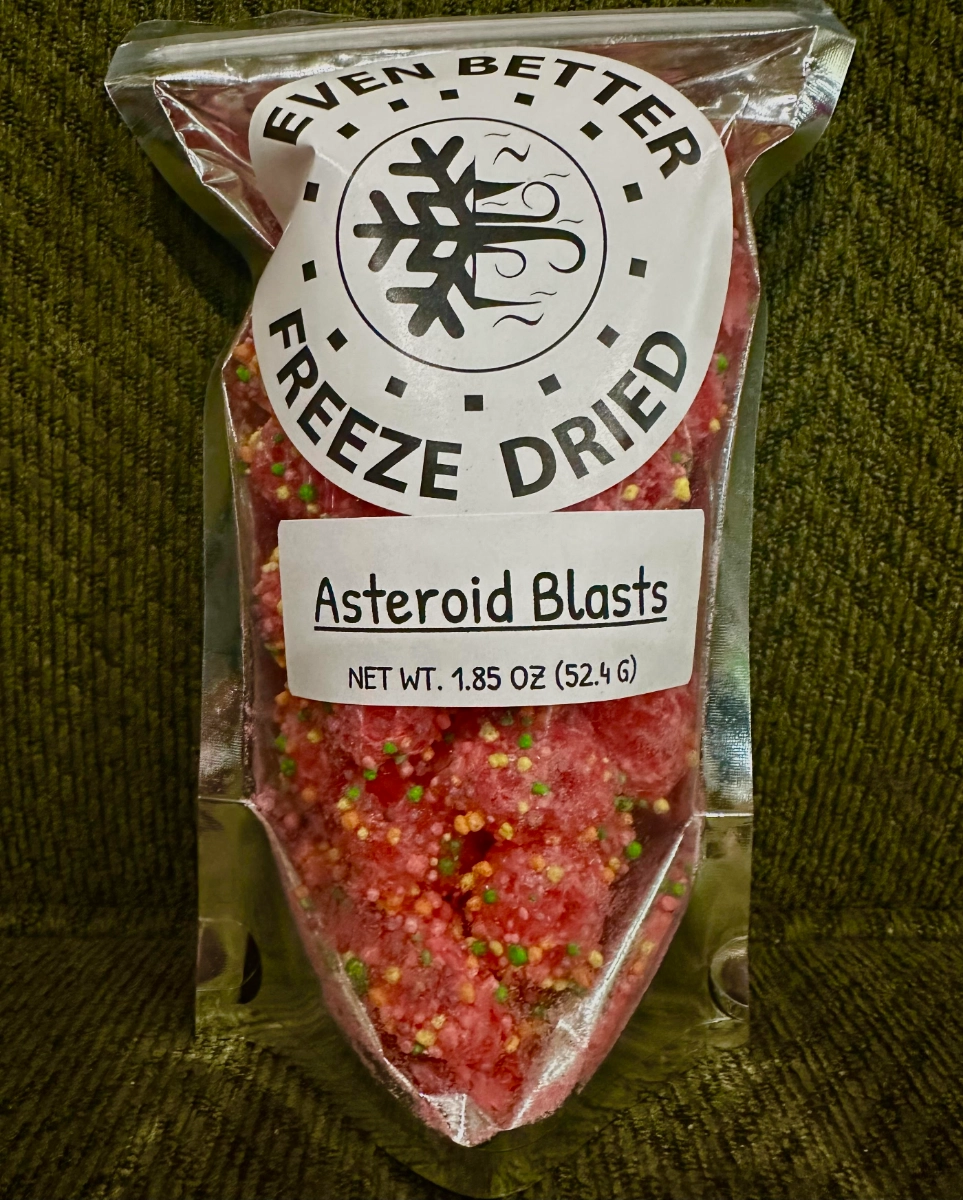 EVEN BETTER
FREEZE DRIED
Asteroid Blasts
NET WT. 1.85 OZ (52.4 G)